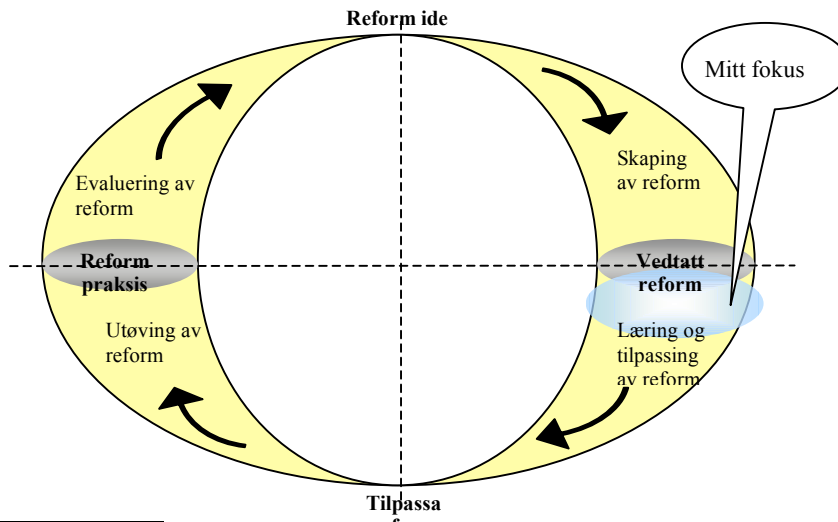 Reform ide
Mitt fokus
Skaping
av reform
Evaluering av
reform
Reform
praksis
Vedtatt
reform
Utøving av
reform
Læring og
tilpassing
av reform
Tilpassa